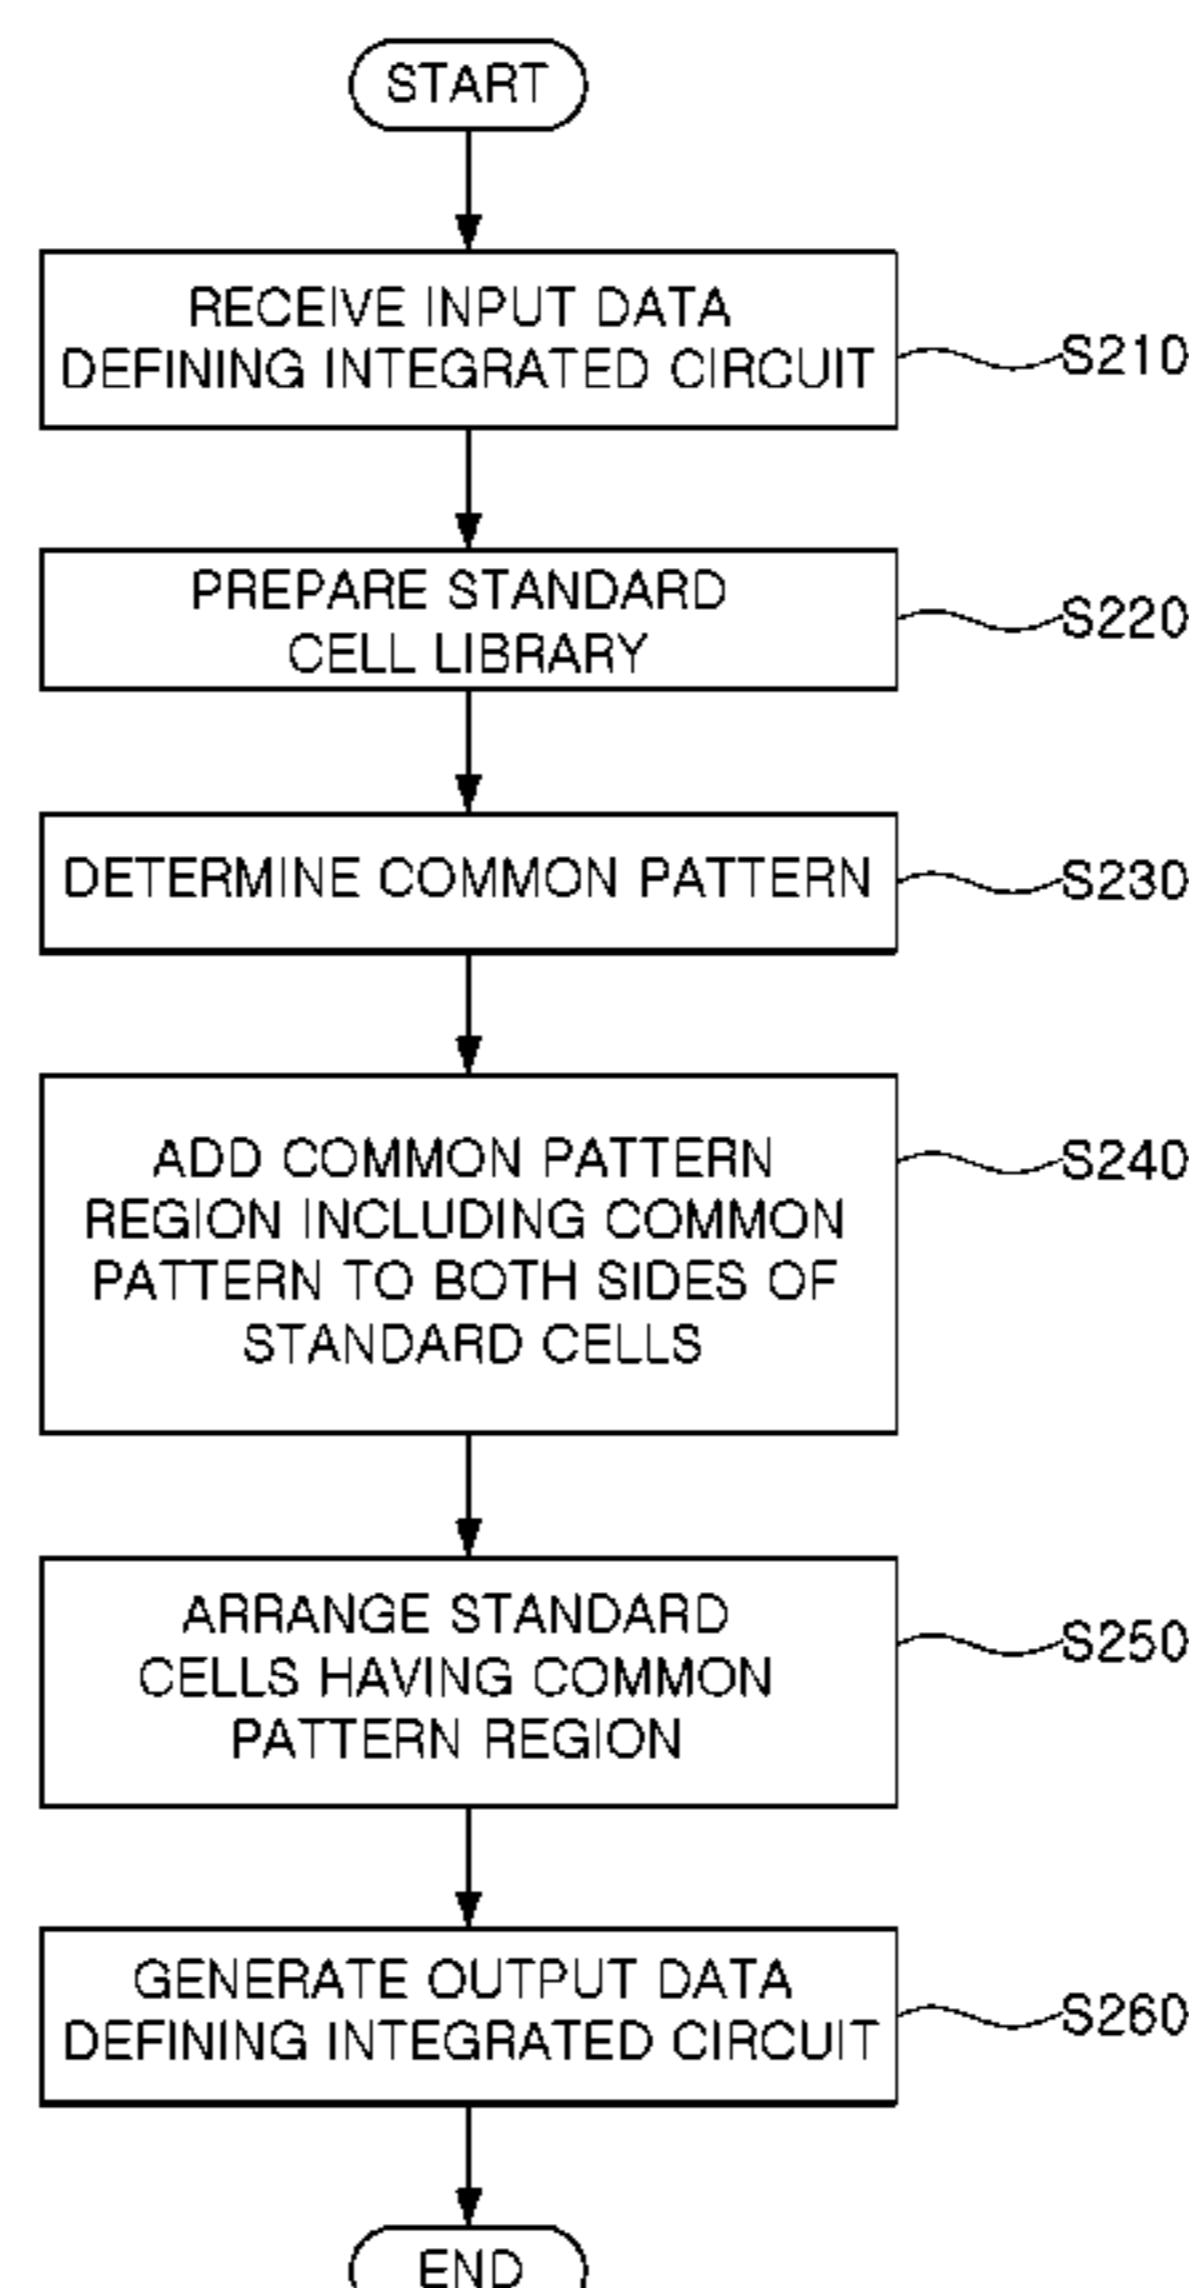 START
RECEIVE INPUT DATA
DEFINING INTEGRATED CIRCUIT
S210
PREPARE STANDARD
CELL LIBRARY
S220
DETERMINE COMMON PATTERN
S230
ADD COMMON PATTERN
REGION INCLUDING COMMON
PATTERN TO BOTH SIDES OF
STANDARD CELLS
S240
ARRANGE STANDARD
CELLS HAVING COMMON
PATTERN REGION
S250
GENERATE OUTPUT DATA
DEFINING INTEGRATED CIRCUIT
S260
END